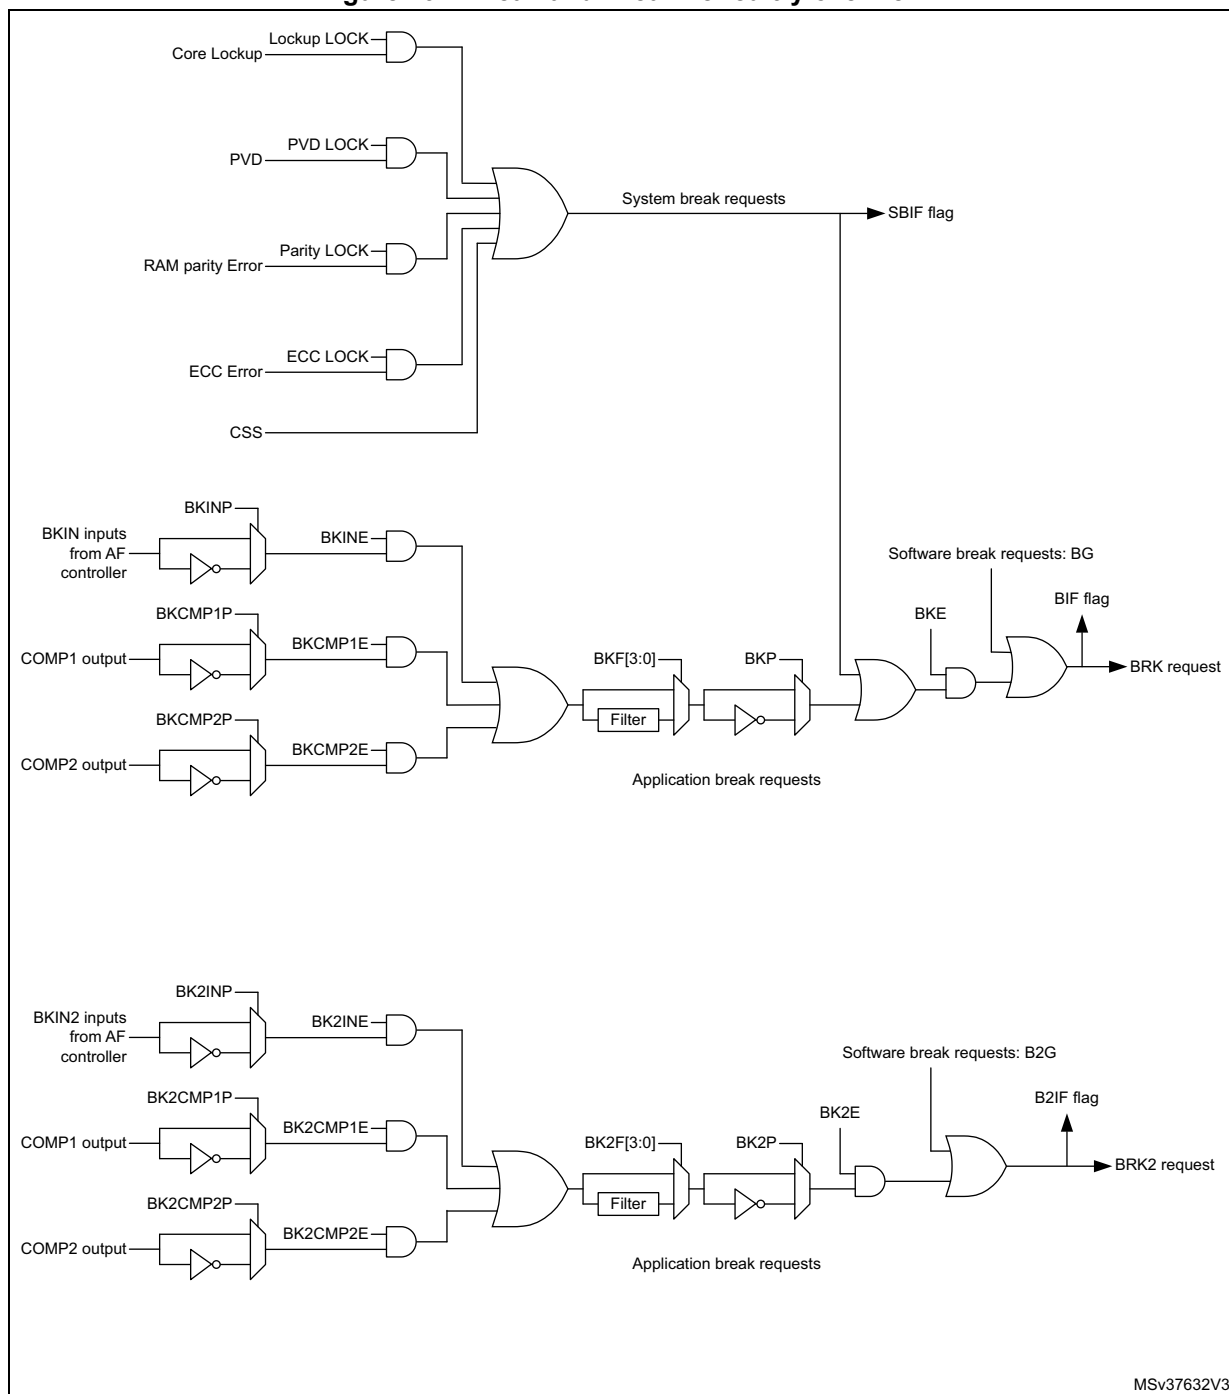 Lockup LOCK
Core Lockup
PVD LOCK
PVD
System break requests
SBIF flag
Parity LOCK
RAM parity Error
ECC LOCK
ECC Error
CSS
BKINP
BKIN inputs
from AF
controller
BKINE
Software break requests: BG
BIF flag
BKCMP1P
BKE
COMP1 output
BKCMP1E
BKF[3:0]
BKP
BRK request
BKCMP2P
Filter
COMP2 output
BKCMP2E
Application break requests
BK2INP
BKIN2 inputs
from AF
controller
BK2INE
Software break requests: B2G
B2IF flag
BK2CMP1P
BK2E
COMP1 output
BK2CMP1E
BK2F[3:0]
BK2P
BRK2 request
BK2CMP2P
Filter
COMP2 output
BK2CMP2E
Application break requests
MSv37632V3